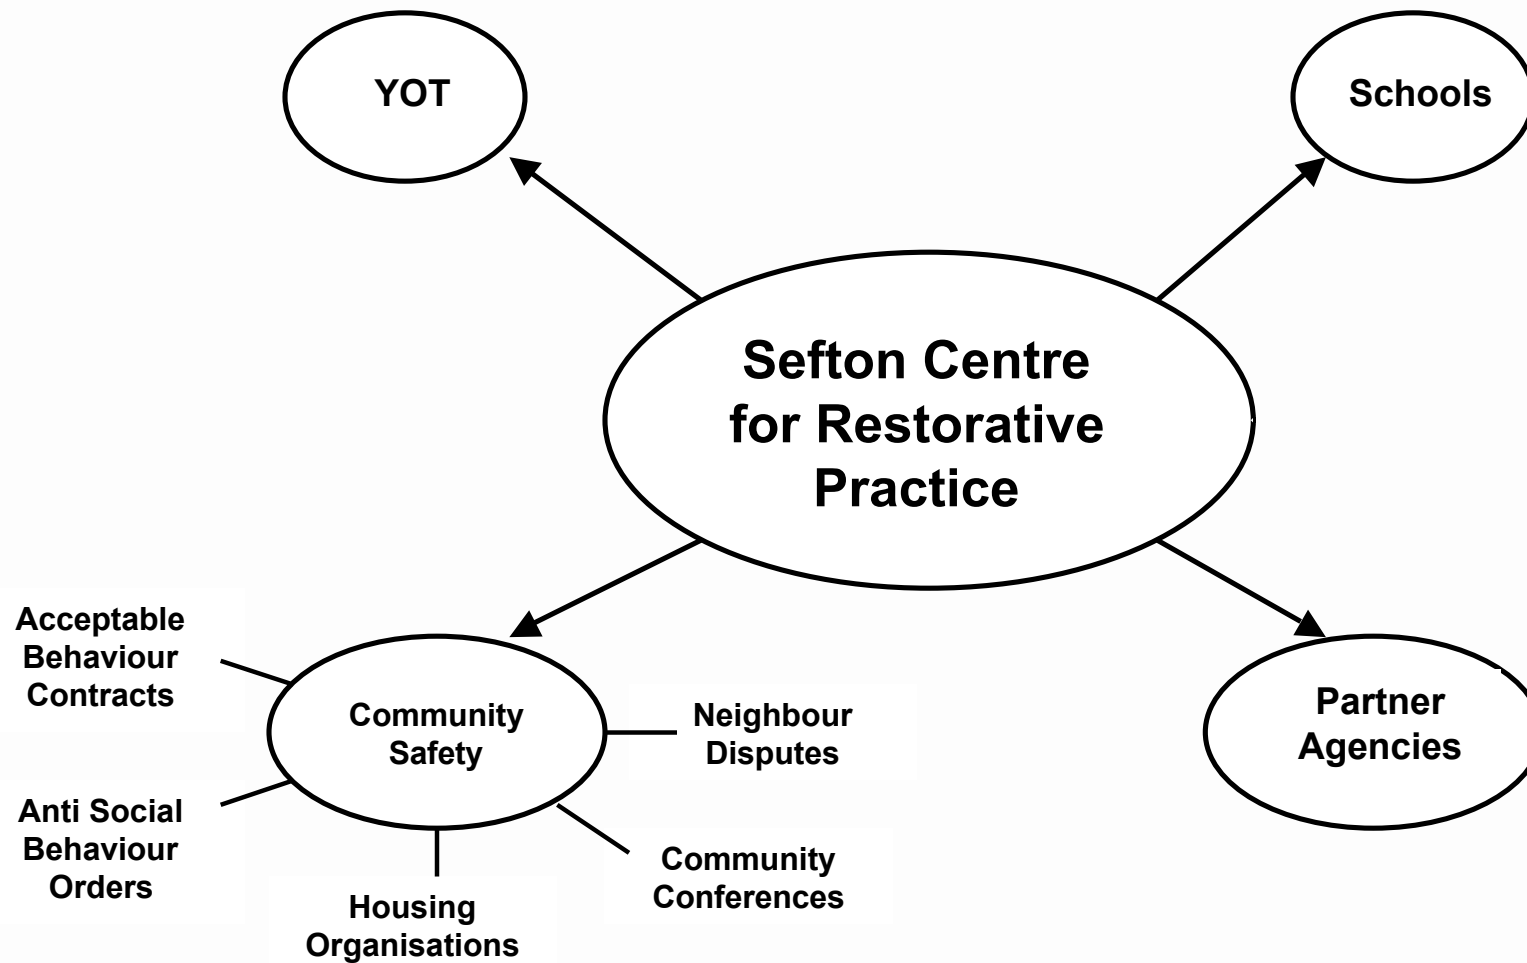 YOT
Schools
Sefton Centre
for Restorative
Practice
Acceptable
Behaviour
Contracts
Community
Safety
Neighbour
Disputes
Partner
Agencies
Anti Social
Behaviour
Orders
Community
Conferences
Housing
Organisations